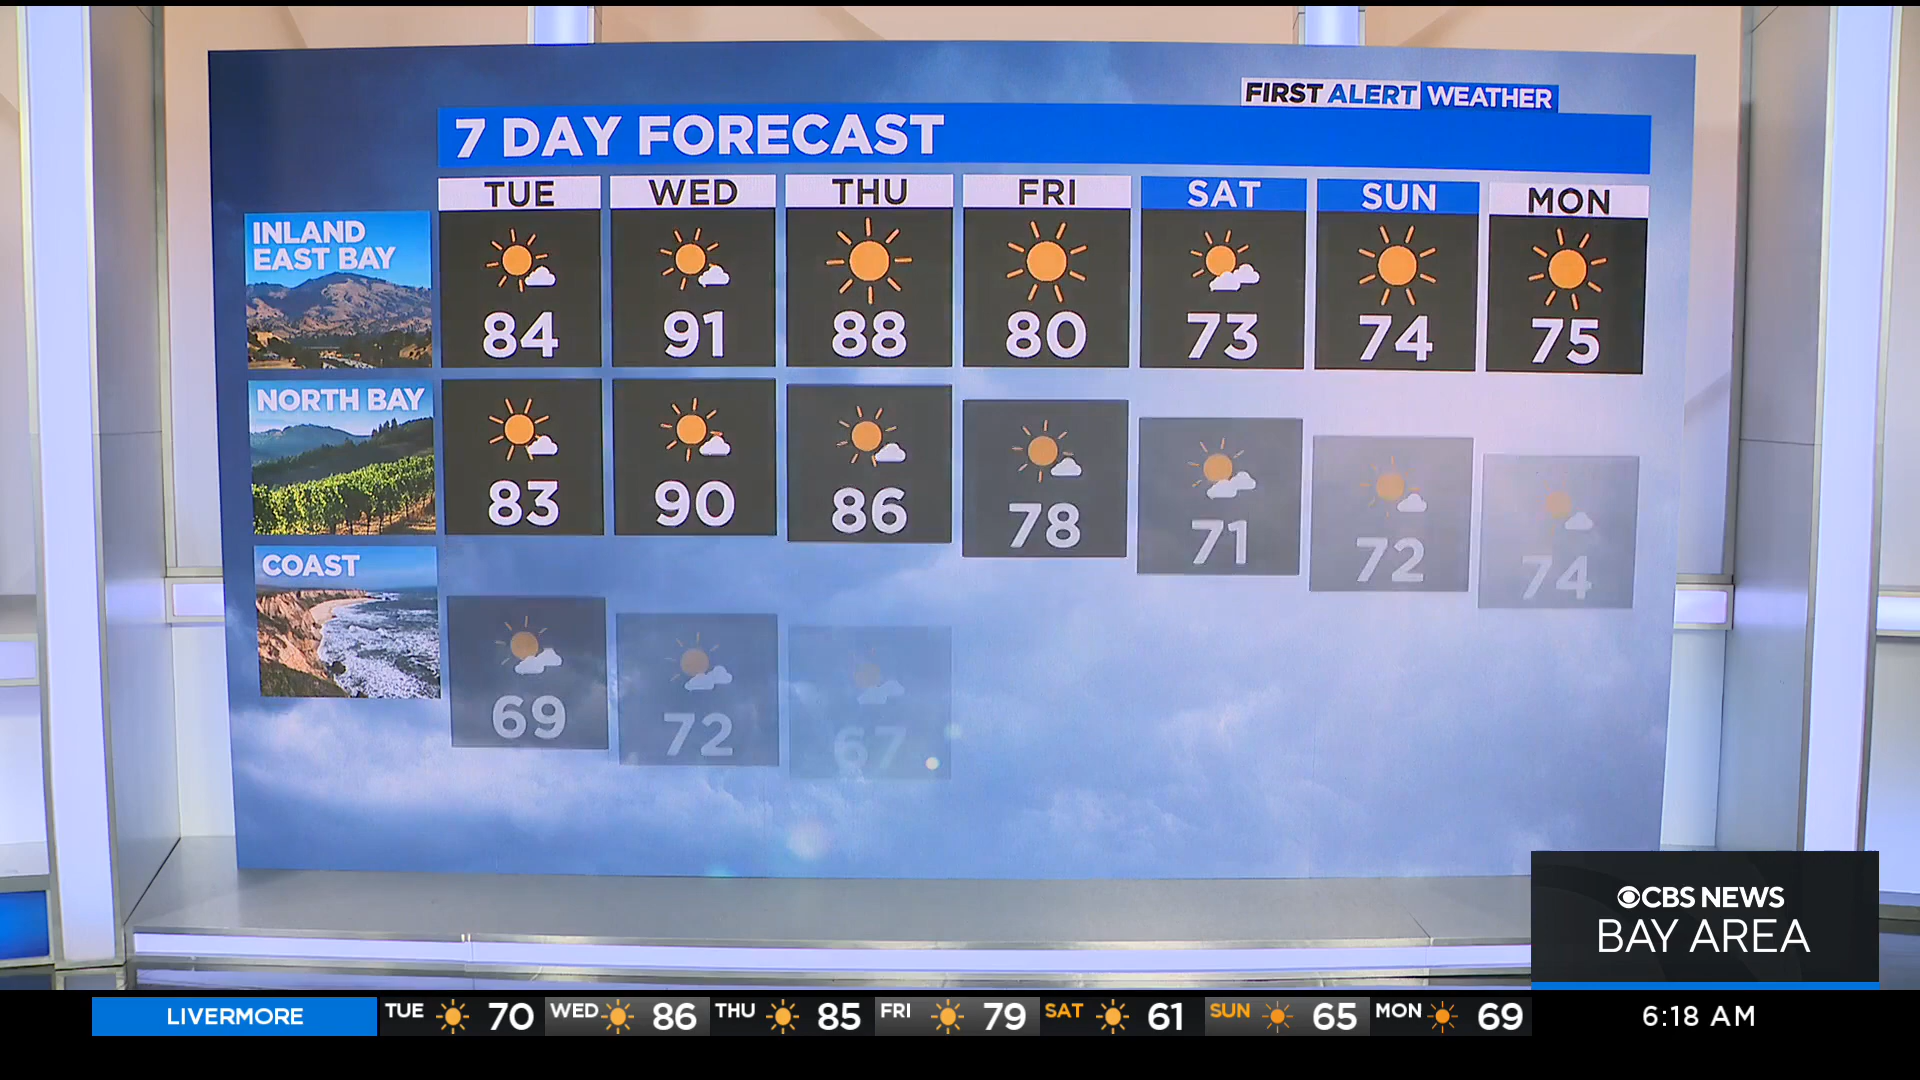 FIRST ALERT WEATHER
7 DAY FORECAST
TUE WED THU FRI SAT SUN MON
INLAND
EAST BAY
84 91 88 80 73 74 75
NORTH BAY
83 90 86 78 71 72 74
COAST
69 72 67
CBS NEWS
BAY AREA
LIVERMORE TUE 70 WED 86 THU 85 FRI 79 SAT 61 SUN 65 MON 69
6:18 AM